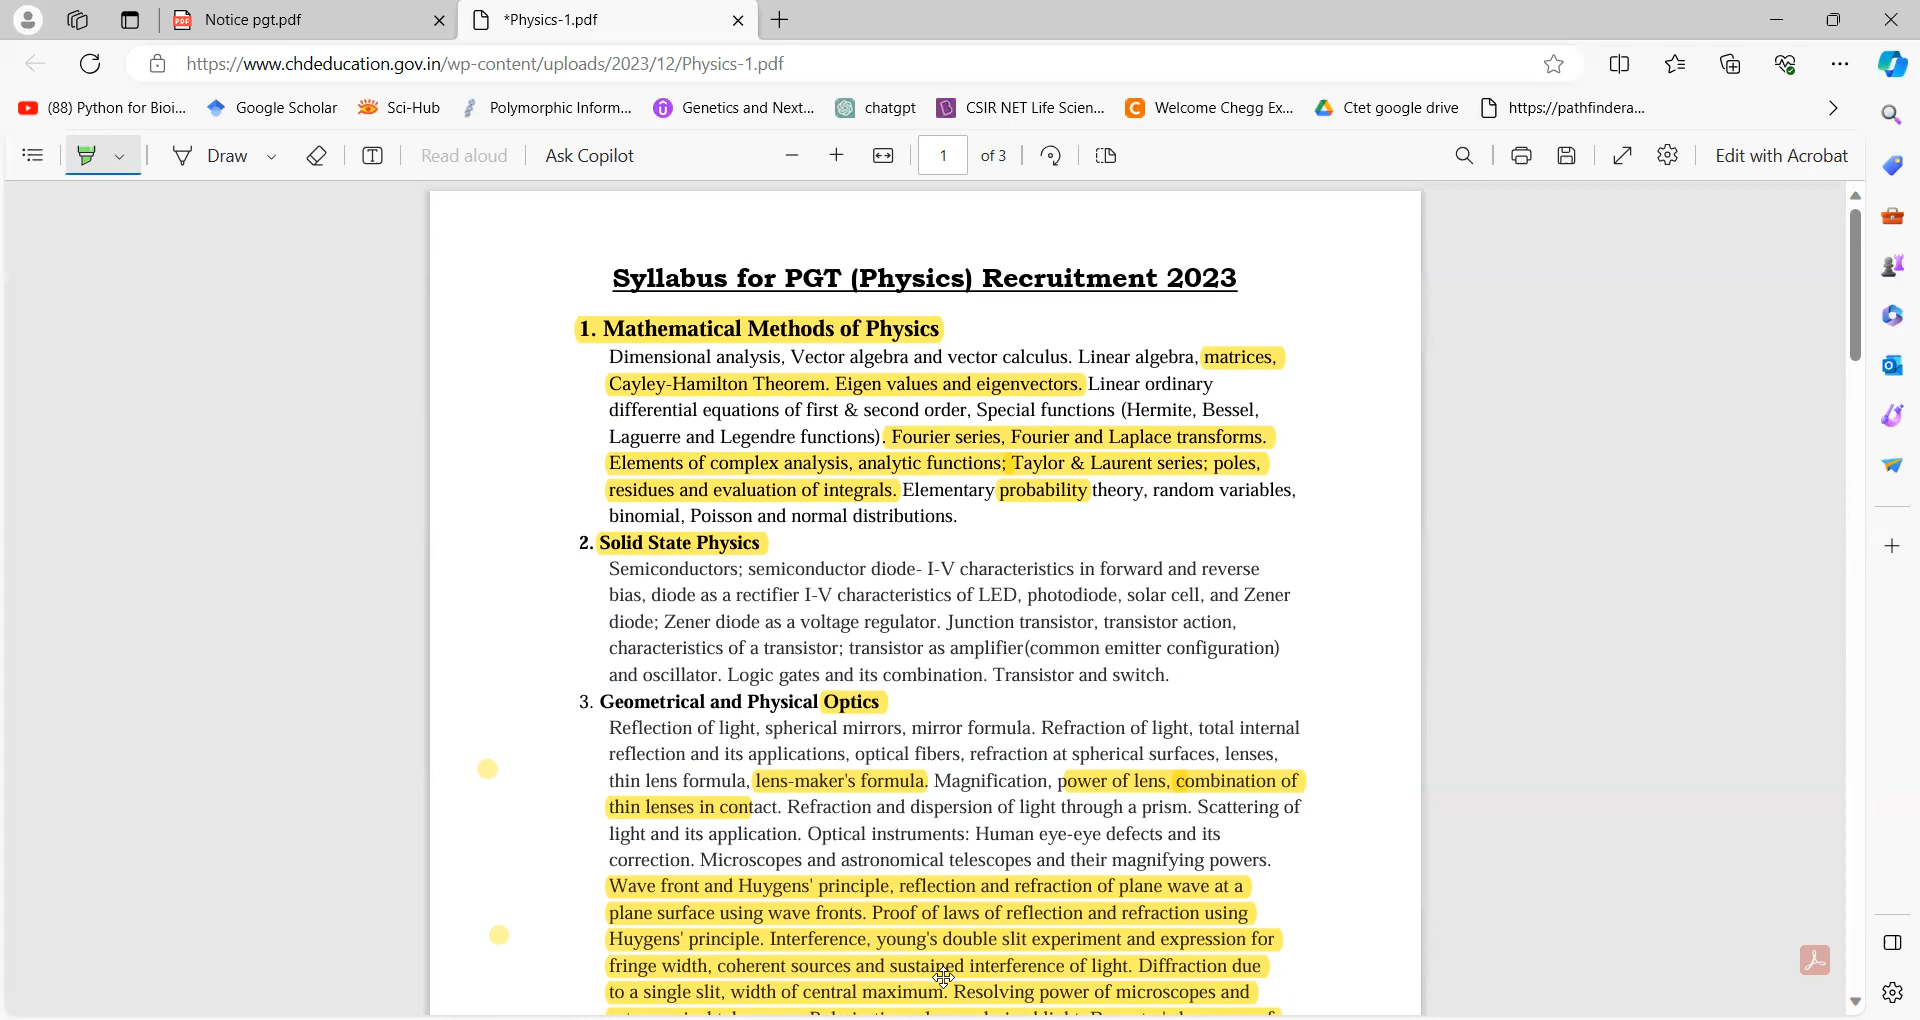 Notice pgt.pdf
*Physics-1.pdf
https://www.chdeducation.gov.in/wp-content/uploads/2023/12/Physics-1.pdf
(88) Python for Bioi...
Google Scholar
Sci-Hub
Polymorphic Inform...
Genetics and Next...
chatgpt
CSIR NET Life Scien...
Welcome Chegg Ex...
Ctet google drive
https://pathfindera...
Draw
Read aloud
Ask Copilot
1 of 3
Edit with Acrobat
Syllabus for PGT (Physics) Recruitment 2023
1. Mathematical Methods of Physics
Dimensional analysis, Vector algebra and vector calculus. Linear algebra, matrices,
Cayley-Hamilton Theorem. Eigen values and eigenvectors. Linear ordinary
differential equations of first & second order, Special functions (Hermite, Bessel,
Laguerre and Legendre functions). Fourier series, Fourier and Laplace transforms.
Elements of complex analysis, analytic functions; Taylor & Laurent series; poles,
residues and evaluation of integrals. Elementary probability theory, random variables,
binomial, Poisson and normal distributions.
2. Solid State Physics
Semiconductors; semiconductor diode- I-V characteristics in forward and reverse
bias, diode as a rectifier I-V characteristics of LED, photodiode, solar cell, and Zener
diode; Zener diode as a voltage regulator. Junction transistor, transistor action,
characteristics of a transistor; transistor as amplifier(common emitter configuration)
and oscillator. Logic gates and its combination. Transistor and switch.
3. Geometrical and Physical Optics
Reflection of light, spherical mirrors, mirror formula. Refraction of light, total internal
reflection and its applications, optical fibers, refraction at spherical surfaces, lenses,
thin lens formula, lens-maker's formula. Magnification, power of lens, combination of
thin lenses in contact. Refraction and dispersion of light through a prism. Scattering of
light and its application. Optical instruments: Human eye-eye defects and its
correction. Microscopes and astronomical telescopes and their magnifying powers.
Wave front and Huygens' principle, reflection and refraction of plane wave at a
plane surface using wave fronts. Proof of laws of reflection and refraction using
Huygens' principle. Interference, young's double slit experiment and expression for
fringe width, coherent sources and sustained interference of light. Diffraction due
to a single slit, width of central maximum. Resolving power of microscopes and